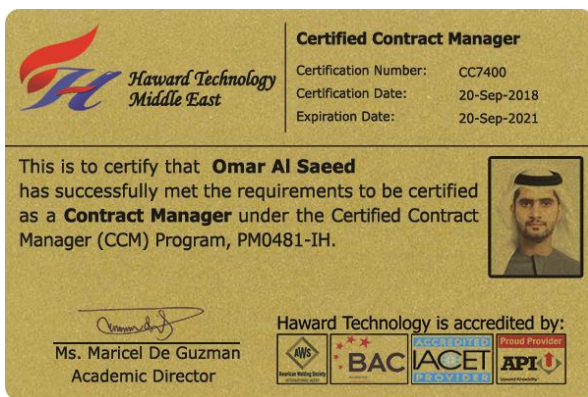 Haward Technology
Middle East
Certified Contract Manager
Certification Number: CC7400
Certification Date: 20-Sep-2018
Expiration Date: 20-Sep-2021
This is to certify that Omar Al Saeed
has successfully met the requirements to be certified
as a Contract Manager under the Certified Contract
Manager (CCM) Program, PM0481-IH.
Ms. Maricel De Guzman
Academic Director
Haward Technology is accredited by:
AWS
American Welding Society
BAC
ACCREDITED
IACET
PROVIDER
Proud Provider
API